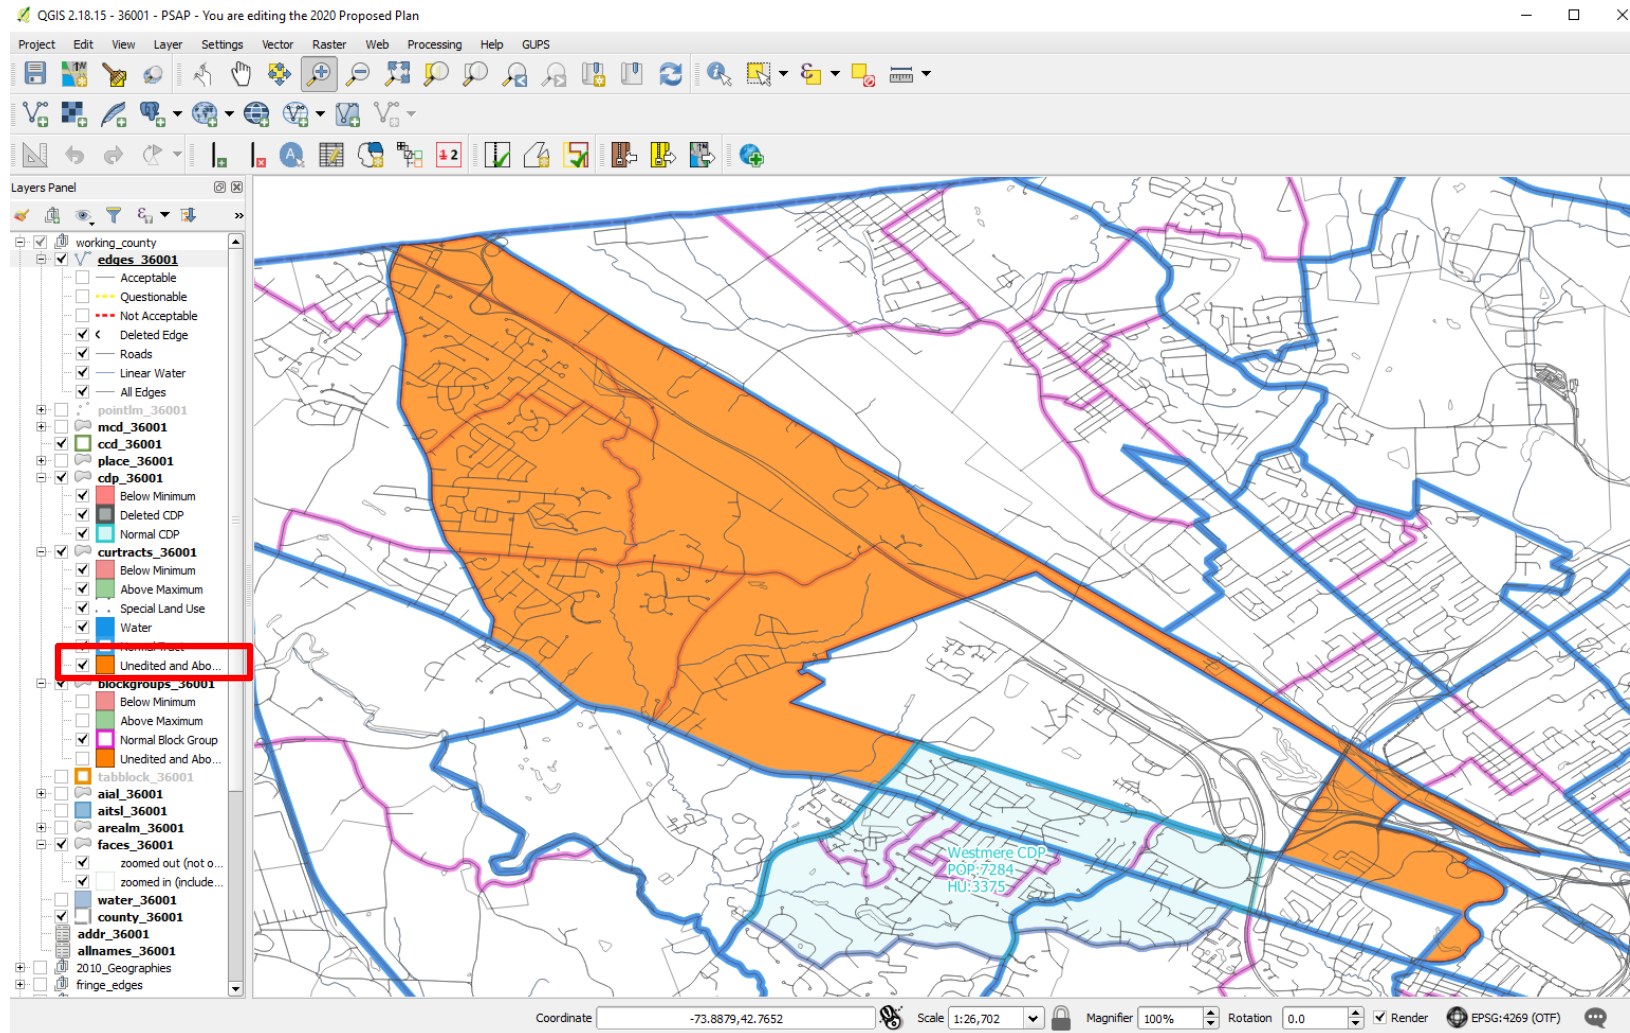 QGIS 2.18.15 - 36001 - PSAP - You are editing the 2020 Proposed Plan
Project Edit View Layer Settings Vector Raster Web Processing Help GUPS
1 2
Layers Panel
»
working_county
edges_36001
Acceptable
Questionable
Not Acceptable
Deleted Edge
Roads
Linear Water
All Edges
pointlm_36001
mcd_36001
ccd_36001
place_36001
cdp_36001
Below Minimum
Deleted CDP
Normal CDP
curtracts_36001
Below Minimum
Above Maximum
Special Land Use
Water
Normal Tract
Unedited and Abo...
blockgroups_36001
Below Minimum
Above Maximum
Normal Block Group
Unedited and Abo...
tabblock_36001
aial_36001
aitsl_36001
arealm_36001
faces_36001
zoomed out (not o...
zoomed in (include...
water_36001
county_36001
addr_36001
allnames_36001
2010_Geographies
fringe_edges
Westmere CDP
POP:7284
HU:3375
Coordinate -73.8879,42.7652 Scale 1:26,702 Magnifier 100% Rotation 0.0 Render EPSG:4269 (OTF)